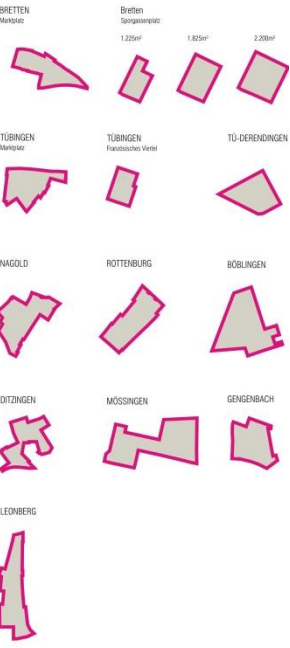 BRETTEN
Marktplatz
Bretten
Sporgassenplatz
1.225m²
1.825m²
2.200m²
TÜBINGEN
Marktplatz
TÜBINGEN
Französisches Viertel
TÜ-DERENDINGEN
NAGOLD
ROTTENBURG
BÖBLINGEN
DITZINGEN
MÖSSINGEN
GENGENBACH
LEONBERG